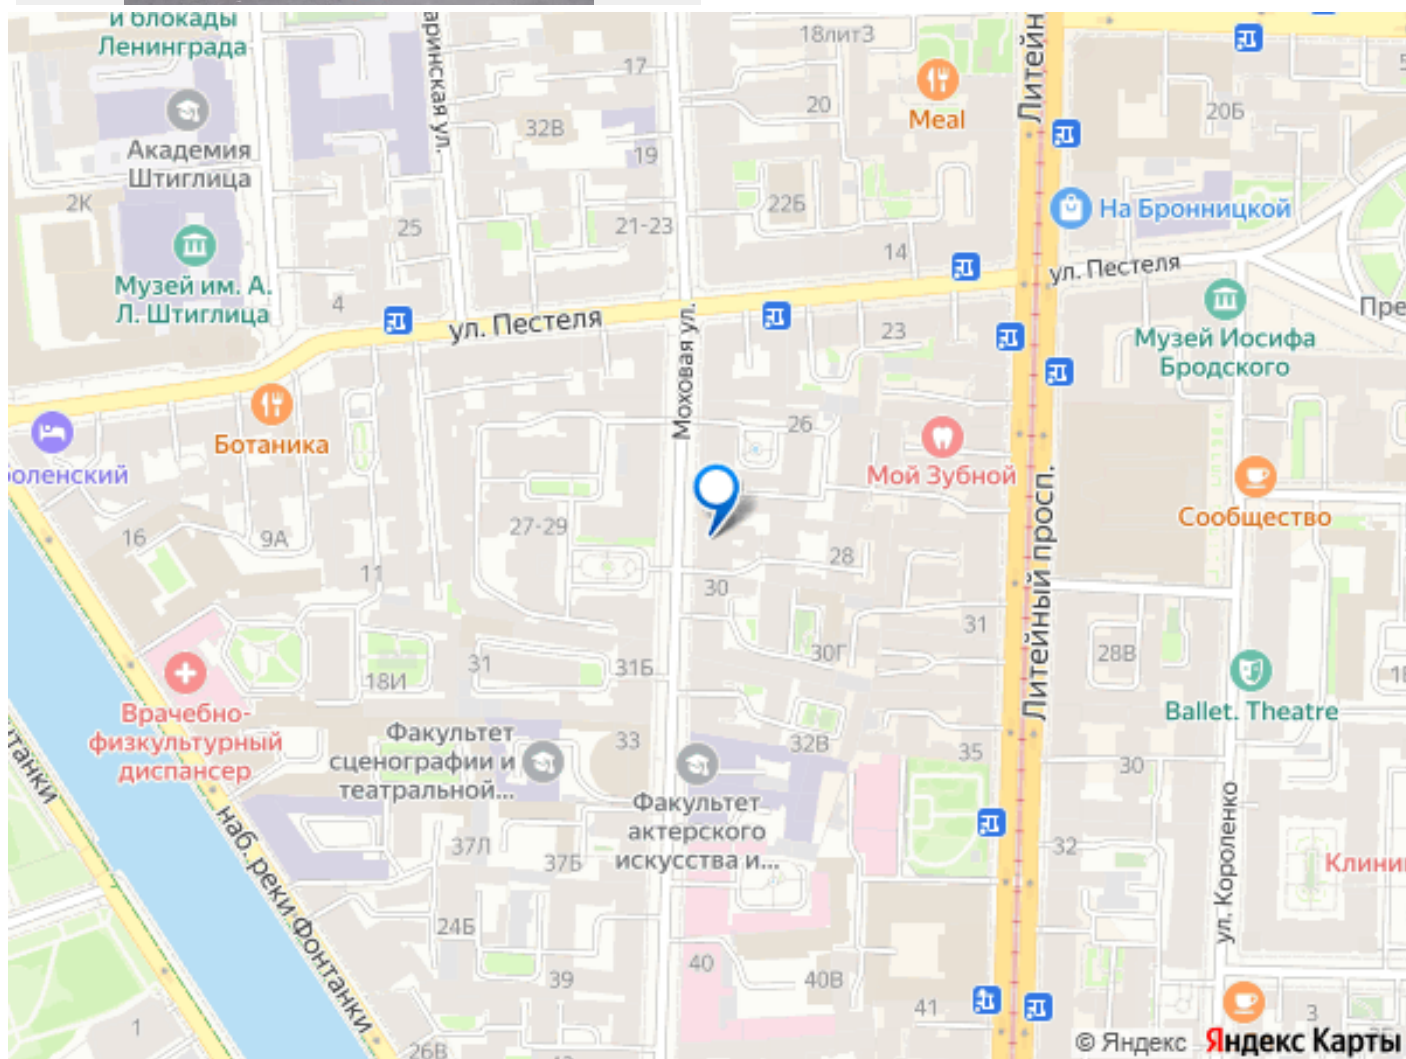 и блокады
Ленинграда
18лит3
Литейн
17
аринская ул.
20
Meal
20Б
32В
Академия
Штиглица
19
2К
25
21-23
22Б
14
На Бронницкой
ул. Пестеля
Музей им. А.
Л. Штиглица
4
ул. Пестеля
Моховая ул.
23
Музей Иосифа
Бродского
Пре
Ботаника
26
Мой Зубной
оленский
Литейный просп.
Сообщество
16
9А
27-29
28
11
30
31
30Г
28В
31
31Б
18И
1
Ballet. Theatre
Врачебно-
физкультурный
диспансер
Факультет
сценографии и
театральной...
33
32В
35
30
Факультет
актерского
искусства и...
танки
наб. реки Фонтанки
37Л
37Б
32
ул. Короленко
Клини
24Б
39
40
40В
41
3
1
26В
© Яндекс Яндекс Карты